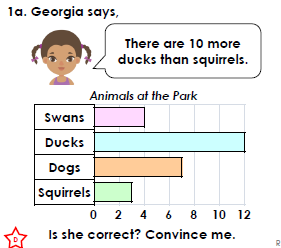 1a. Georgia says,
There are 10 more
ducks than squirrels.
Animals at the Park
Swans
Ducks
Dogs
Squirrels
0 2 4 6 8 10 12
D
Is she correct? Convince me.
R